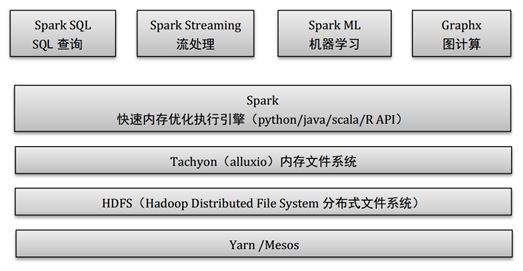 Spark SQL
SQL 查询
Spark Streaming
流处理
Spark ML
机器学习
Graphx
图计算
Spark
快速内存优化执行引擎（python/java/scala/R API）
Tachyon（alluxio）内存文件系统
HDFS（Hadoop Distributed File System 分布式文件系统）
Yarn /Mesos